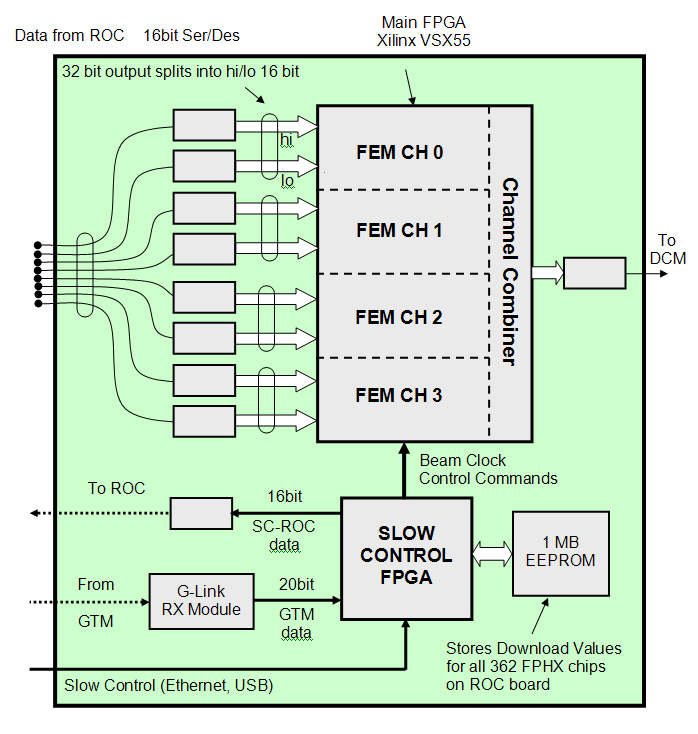 Main FPGA
Xilinx VSX55
Data from ROC 16bit Ser/Des
32 bit output splits into hi/lo 16 bit
hi
lo
FEM CH 0
FEM CH 1
FEM CH 2
FEM CH 3
Channel Combiner
To
DCM
Beam Clock
Control Commands
To ROC
16bit
SC-ROC
data
SLOW
CONTROL
FPGA
1 MB
EEPROM
From
GTM
G-Link
RX Module
20bit
GTM
data
Stores Download Values
for all 362 FPHX chips
on ROC board
Slow Control (Ethernet, USB)